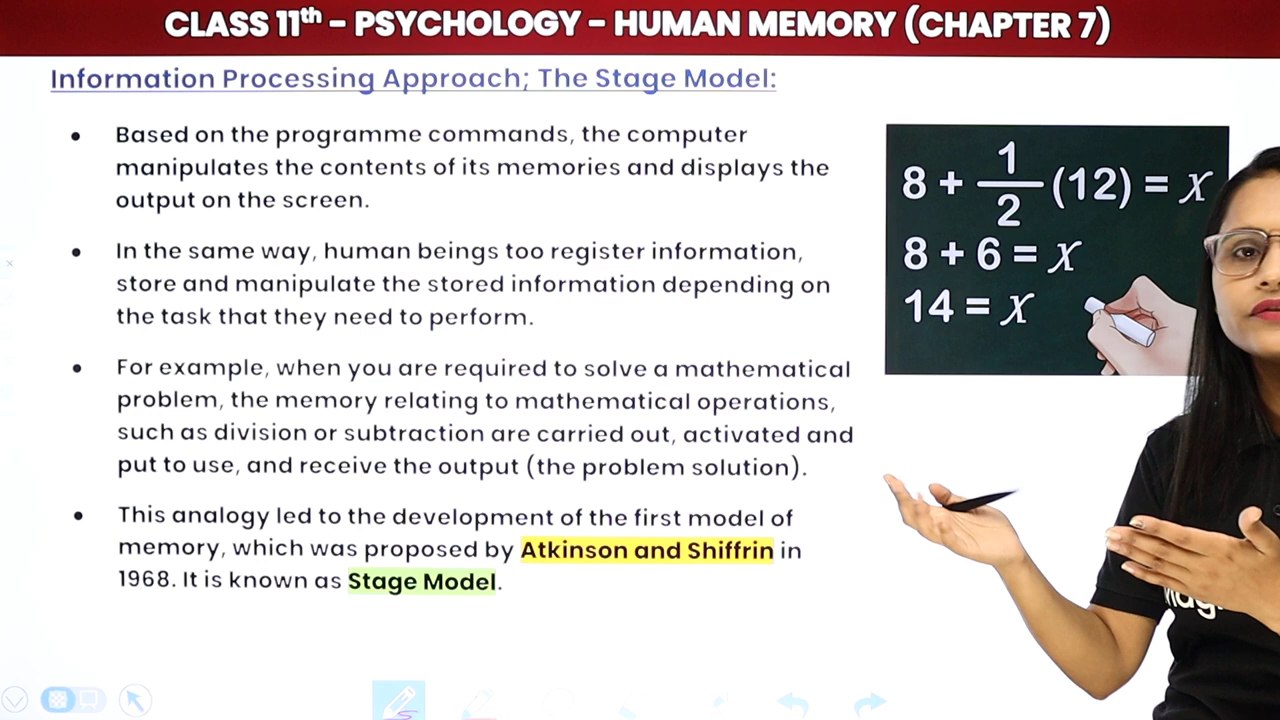 CLASS 11th - PSYCHOLOGY - HUMAN MEMORY (CHAPTER 7)
Information Processing Approach; The Stage Model:
• Based on the programme commands, the computer
manipulates the contents of its memories and displays the
output on the screen.
• In the same way, human beings too register information,
store and manipulate the stored information depending on
the task that they need to perform.
• For example, when you are required to solve a mathematical
problem, the memory relating to mathematical operations,
such as division or subtraction are carried out, activated and
put to use, and receive the output (the problem solution).
• This analogy led to the development of the first model of
memory, which was proposed by Atkinson and Shiffrin in
1968. It is known as Stage Model.
8 + 1/2 (12) = x
8 + 6 = x
14 = x